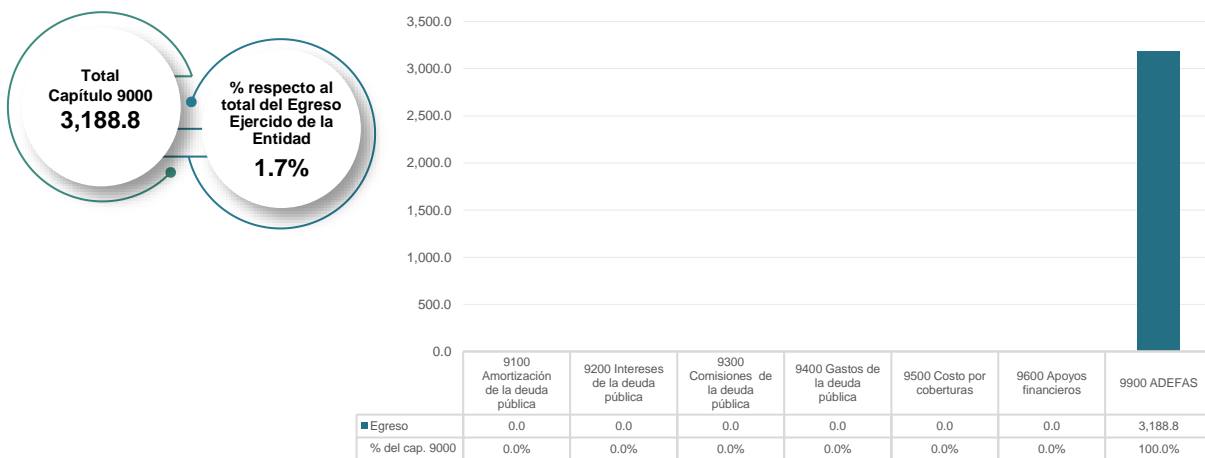 Total
Capítulo 9000
3,188.8
% respecto al
total del Egreso
Ejercido de la
Entidad
1.7%
3,500.0
3,000.0
2,500.0
2,000.0
1,500.0
1,000.0
500.0
0.0
9100
Amortización
de la deuda
pública
9200 Intereses
de la deuda
pública
9300
Comisiones de
la deuda
pública
9400 Gastos de
la deuda
pública
9500 Costo por
coberturas
9600 Apoyos
financieros
9900 ADEFAS
Egreso 0.0 0.0 0.0 0.0 0.0 0.0 3,188.8
% del cap. 9000 0.0% 0.0% 0.0% 0.0% 0.0% 0.0% 100.0%